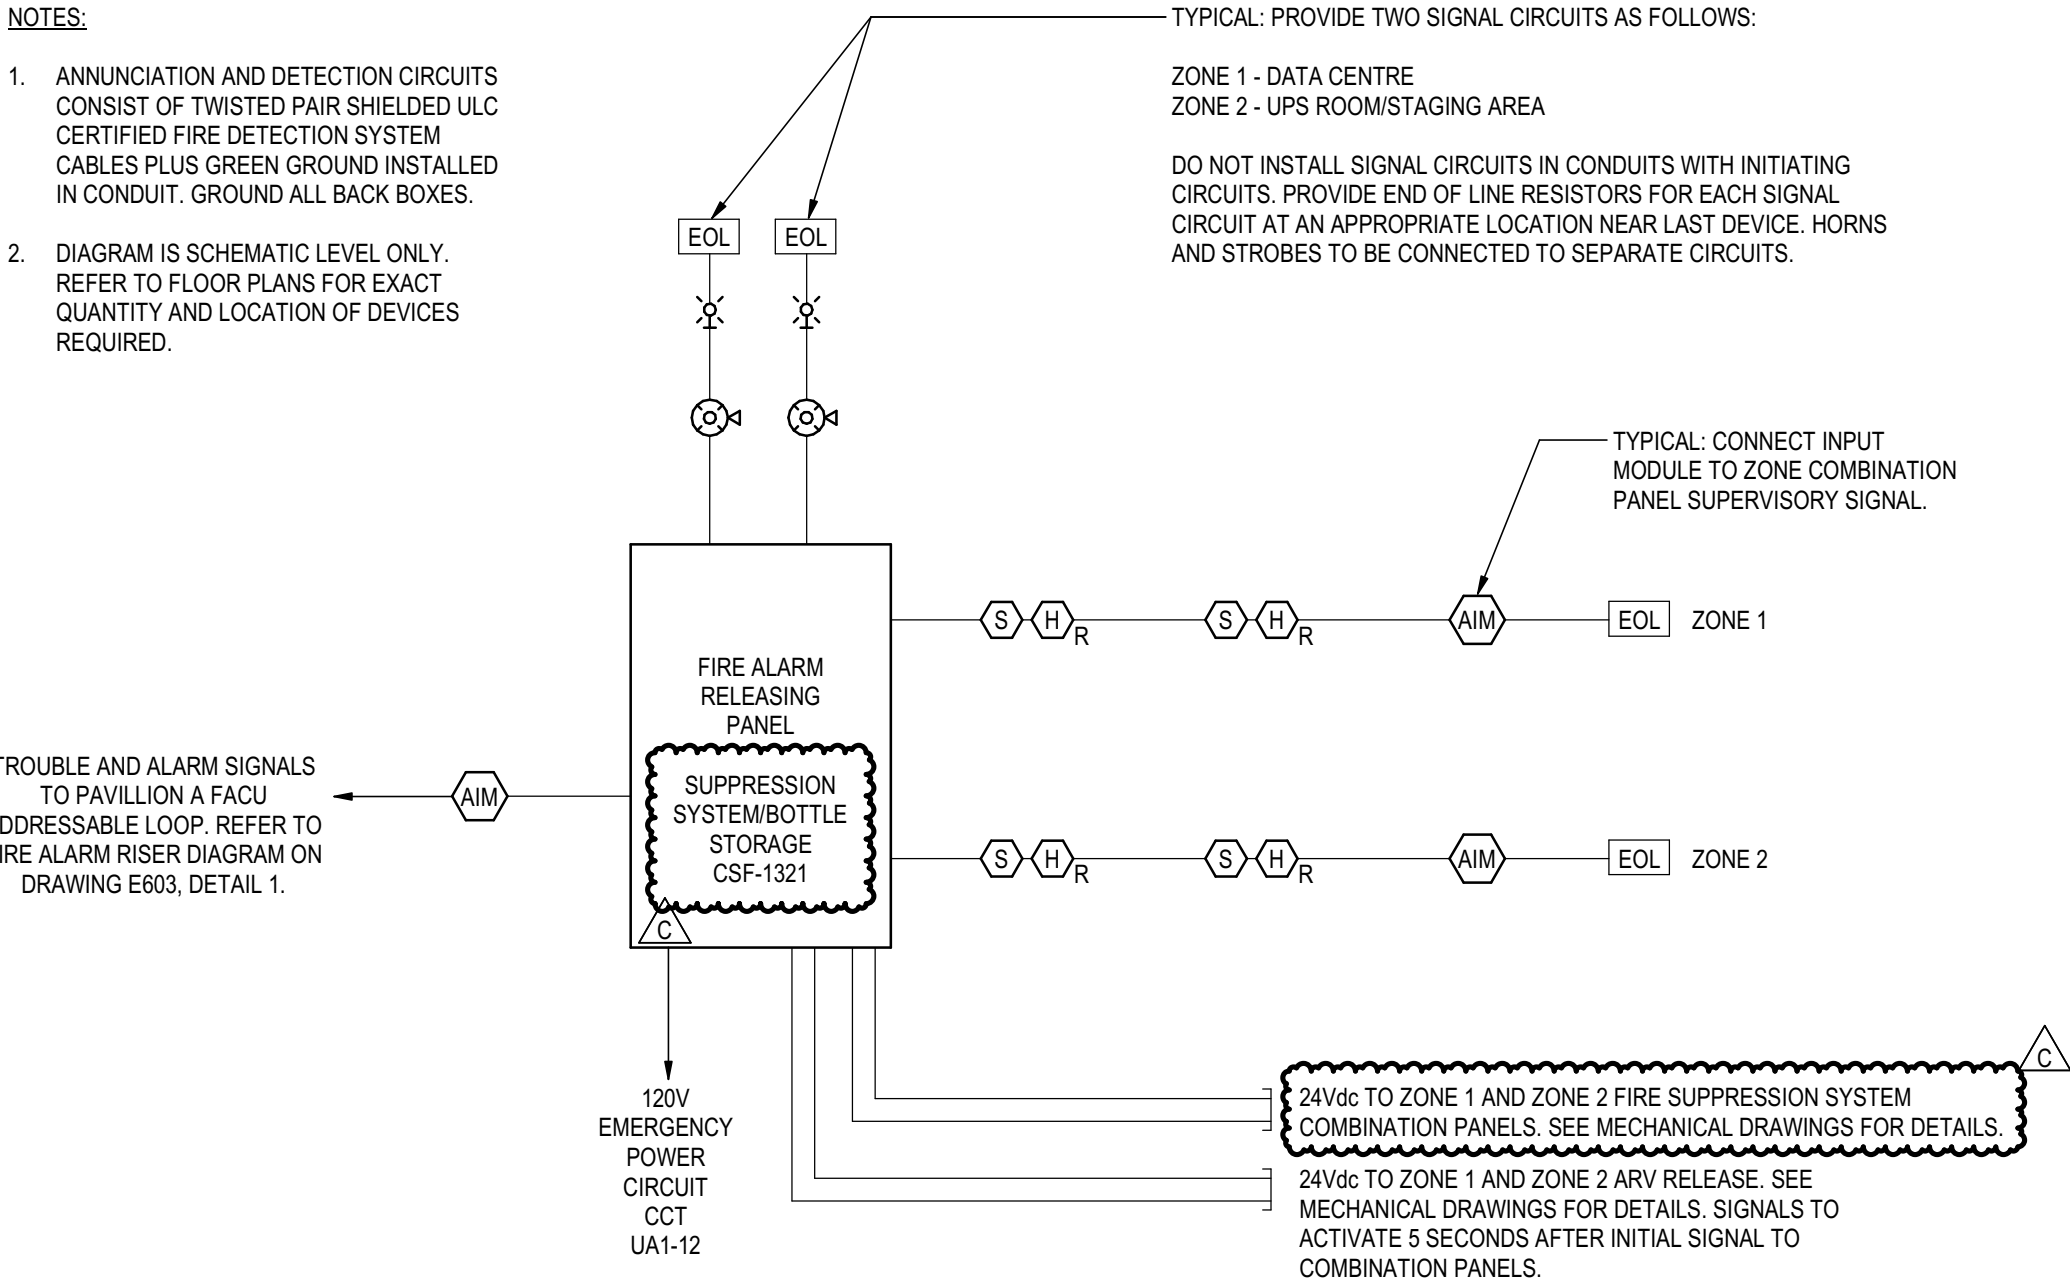 NOTES:
1. ANNUNCIATION AND DETECTION CIRCUITS
CONSIST OF TWISTED PAIR SHIELDED ULC
CERTIFIED FIRE DETECTION SYSTEM
CABLES PLUS GREEN GROUND INSTALLED
IN CONDUIT. GROUND ALL BACK BOXES.
2. DIAGRAM IS SCHEMATIC LEVEL ONLY.
REFER TO FLOOR PLANS FOR EXACT
QUANTITY AND LOCATION OF DEVICES
REQUIRED.
TYPICAL: PROVIDE TWO SIGNAL CIRCUITS AS FOLLOWS:
ZONE 1 - DATA CENTRE
ZONE 2 - UPS ROOM/STAGING AREA
DO NOT INSTALL SIGNAL CIRCUITS IN CONDUITS WITH INITIATING
CIRCUITS. PROVIDE END OF LINE RESISTORS FOR EACH SIGNAL
CIRCUIT AT AN APPROPRIATE LOCATION NEAR LAST DEVICE. HORNS
AND STROBES TO BE CONNECTED TO SEPARATE CIRCUITS.
EOL EOL
TYPICAL: CONNECT INPUT
MODULE TO ZONE COMBINATION
PANEL SUPERVISORY SIGNAL.
S H R S H R AIM EOL ZONE 1
FIRE ALARM
RELEASING
PANEL
SUPPRESSION
SYSTEM/BOTTLE
STORAGE
CSF-1321
C
TROUBLE AND ALARM SIGNALS
TO PAVILLION A FACU
DDRESSABLE LOOP. REFER TO
IRE ALARM RISER DIAGRAM ON
DRAWING E603, DETAIL 1.
AIM
S H R S H R AIM EOL ZONE 2
120V
EMERGENCY
POWER
CIRCUIT
CCT
UA1-12
C
24Vdc TO ZONE 1 AND ZONE 2 FIRE SUPPRESSION SYSTEM
COMBINATION PANELS. SEE MECHANICAL DRAWINGS FOR DETAILS.
24Vdc TO ZONE 1 AND ZONE 2 ARV RELEASE. SEE
MECHANICAL DRAWINGS FOR DETAILS. SIGNALS TO
ACTIVATE 5 SECONDS AFTER INITIAL SIGNAL TO
COMBINATION PANELS.